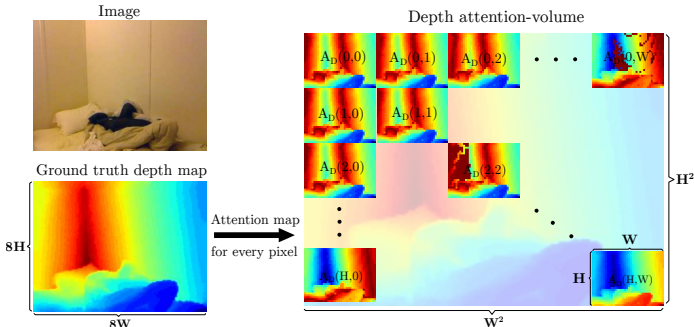 Image
Depth attention-volume
A_D(0,0) A_D(0,1) A_D(0,2) • • • A_D(0,W)
A_D(1,0) A_D(1,1)
Ground truth depth map
A_D(2,0) A_D(2,2)
H²
8H
Attention map
for every pixel
W
H
A_D(H,0) A_D(H,W)
8W
W²